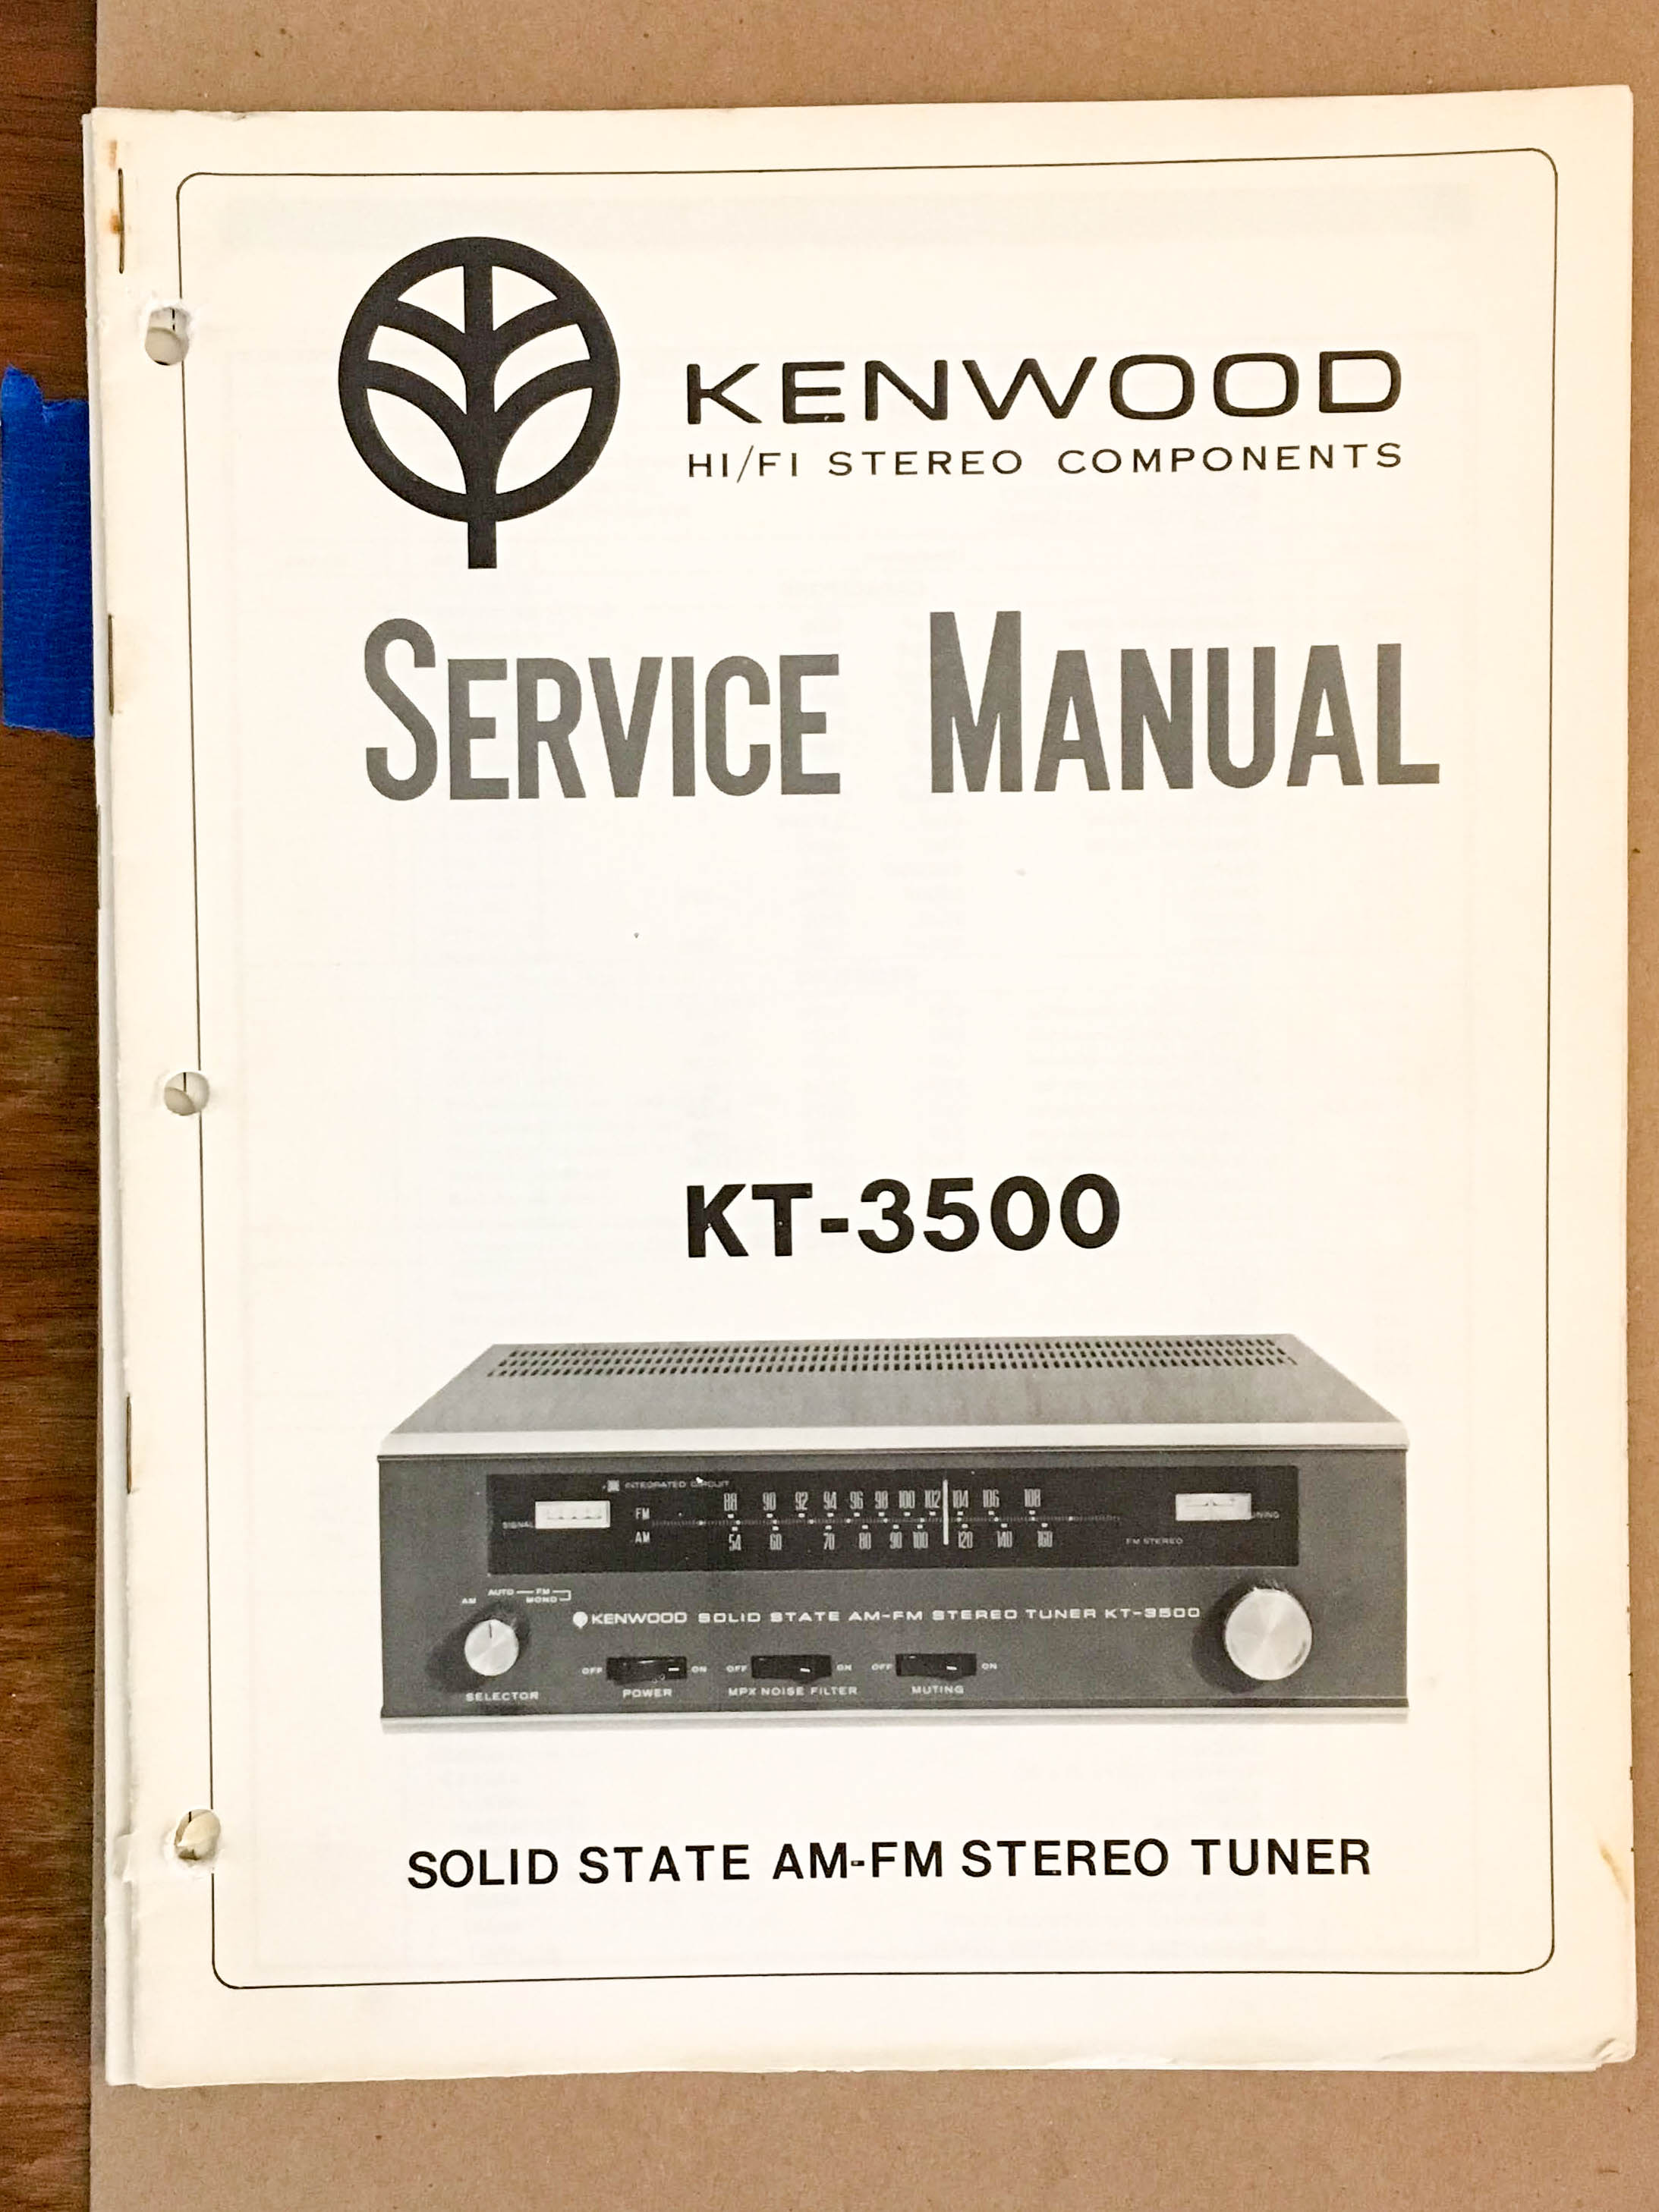 KENWOOD
HI/FI STEREO COMPONENTS
SERVICE MANUAL
KT-3500
INTEGRATED CIRCUIT
88 90 92 94 96 98 100 102 104 106 108
FM
SIGNAL
AM
54 60 70 80 90 100 120 140 160
FM STEREO
AUTO FM
AM MONO
KENWOOD SOLID STATE AM-FM STEREO TUNER KT-3500
OFF ON OFF ON OFF ON
SELECTOR POWER MPX NOISE FILTER MUTING
SOLID STATE AM-FM STEREO TUNER